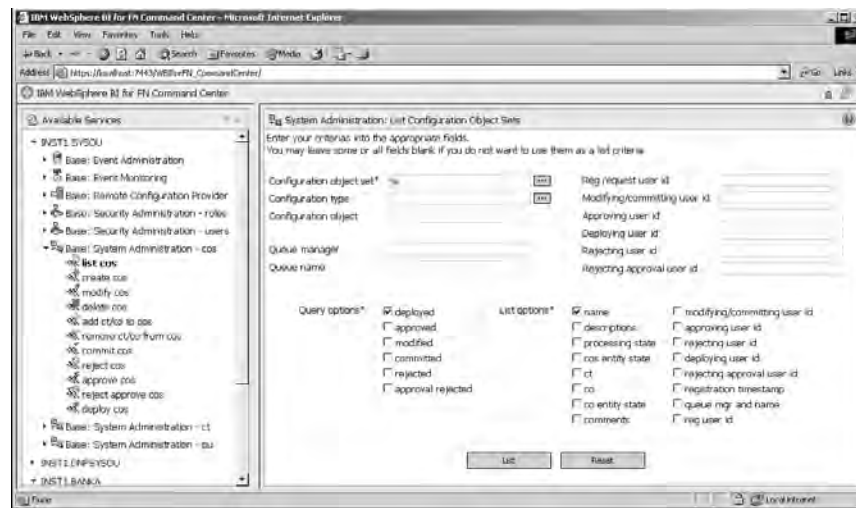 IBM WebSphere BI for FN Command Center - Microsoft Internet Explorer
File Edit View Favorites Tools Help
Back Search Favorites Media
Address https://localhost:7443/WBIforFN_CommandCenter/ Go Links
IBM WebSphere BI for FN Command Center
Available Services
INST1.SYSOU
Base: Event Administration
Base: Event Monitoring
Base: Remote Configuration Provider
Base: Security Administration - roles
Base: Security Administration - users
Base: System Administration - cos
list cos
create cos
modify cos
delete cos
add ct/co to cos
remove ct/co from cos
commit cos
reject cos
approve cos
reject approve cos
deploy cos
Base: System Administration - ct
Base: System Administration - ou
INST1.DNFSYSOU
INST1.BANKA
System Administration: List Configuration Object Sets
Enter your criterias into the appropriate fields.
You may leave some or all fields blank if you do not want to use them as a list criteria
Configuration object set* %
Configuration type
Configuration object
Queue manager
Queue name
Reg request user id
Modifying/committing user id
Approving user id
Deploying user id
Rejecting user id
Rejecting approval user id
Query options*
deployed
approved
modified
committed
rejected
approval rejected
List options*
name
descriptions
processing state
cos entity state
ct
co
co entity state
comments
modifying/committing user id
approving user id
rejecting user id
deploying user id
rejecting approval user id
registration timestamp
queue mgr and name
reg user id
List Reset
Done Local intranet